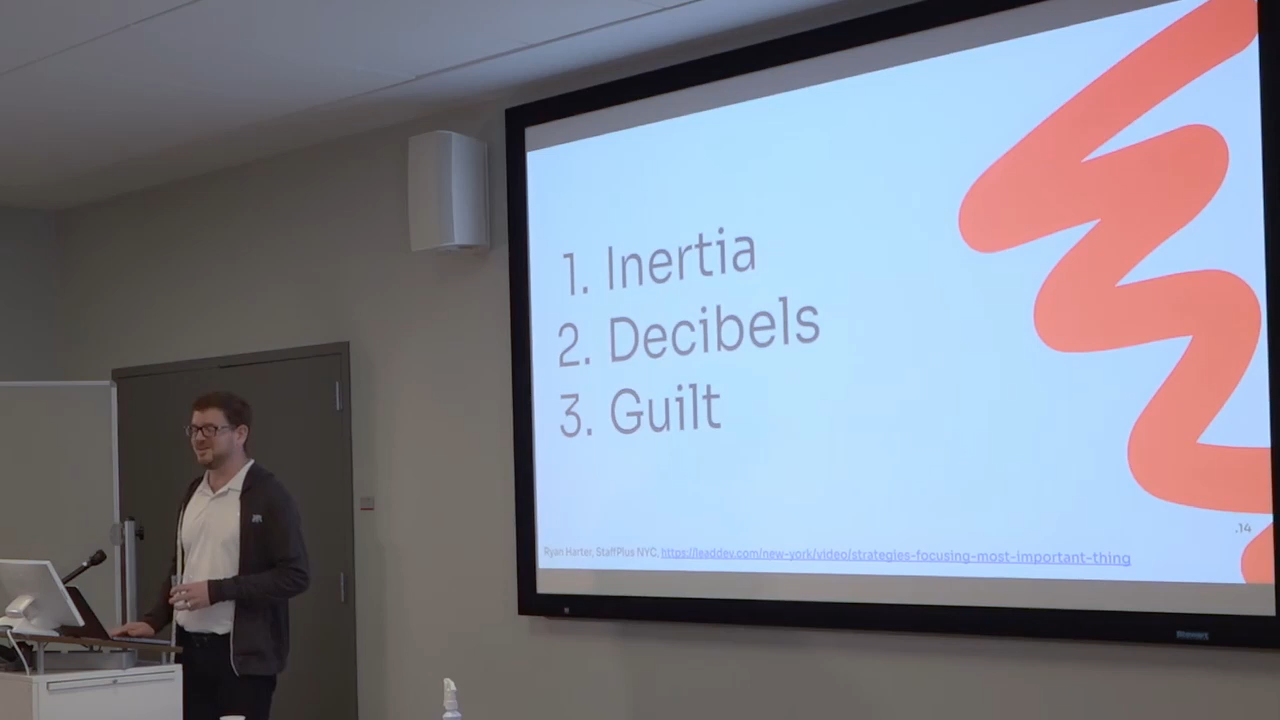 1. Inertia
2. Decibels
3. Guilt
.14
Ryan Harter, StaffPlus NYC, https://leaddev.com/new-york/video/strategies-focusing-most-important-thing
Stewart